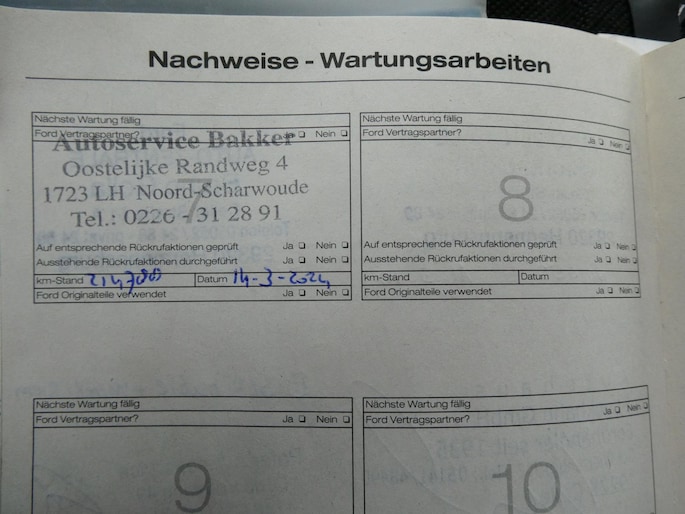 Nachweise - Wartungsarbeiten
Nächste Wartung fällig
Ford Vertragspartner? Ja Nein
Autoservice Bakker
Oostelijke Randweg 4
1723 LH Noord-Scharwoude
Tel.: 0226 - 31 28 91
7
Auf entsprechende Rückrufaktionen geprüft Ja Nein
Ausstehende Rückrufaktionen durchgeführt Ja Nein
km-Stand Datum 14-3-2024
Ford Originalteile verwendet Ja Nein
Nächste Wartung fällig
Ford Vertragspartner? Ja Nein
8
Auf entsprechende Rückrufaktionen geprüft Ja Nein
Ausstehende Rückrufaktionen durchgeführt Ja Nein
km-Stand Datum
Ford Originalteile verwendet Ja Nein
Nächste Wartung fällig
Ford Vertragspartner? Ja Nein
9
Nächste Wartung fällig
Ford Vertragspartner? Ja Nein
10